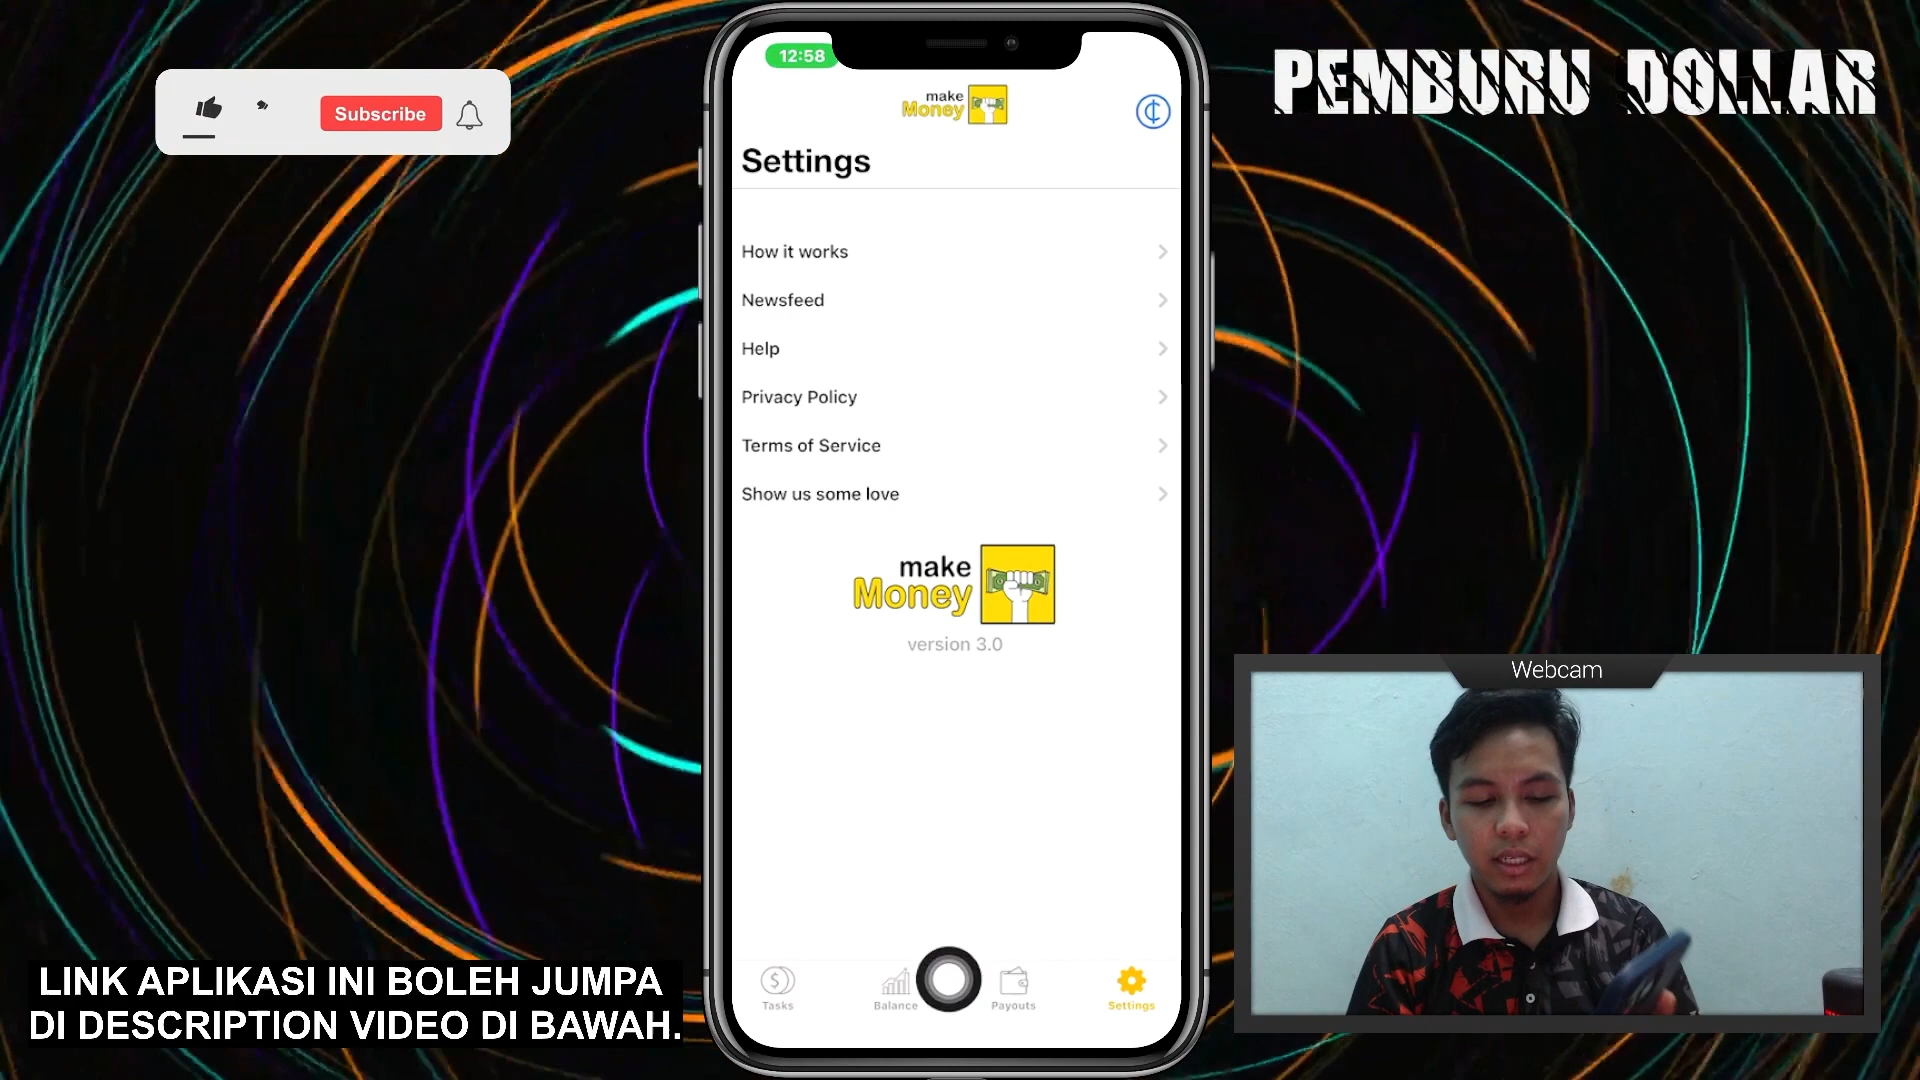 Subscribe
PEMBURU DOLLAR
12:58
make
Money
Settings
How it works
Newsfeed
Help
Privacy Policy
Terms of Service
Show us some love
make
Money
version 3.0
Tasks
Balance
Payouts
Settings
Webcam
LINK APLIKASI INI BOLEH JUMPA
DI DESCRIPTION VIDEO DI BAWAH.